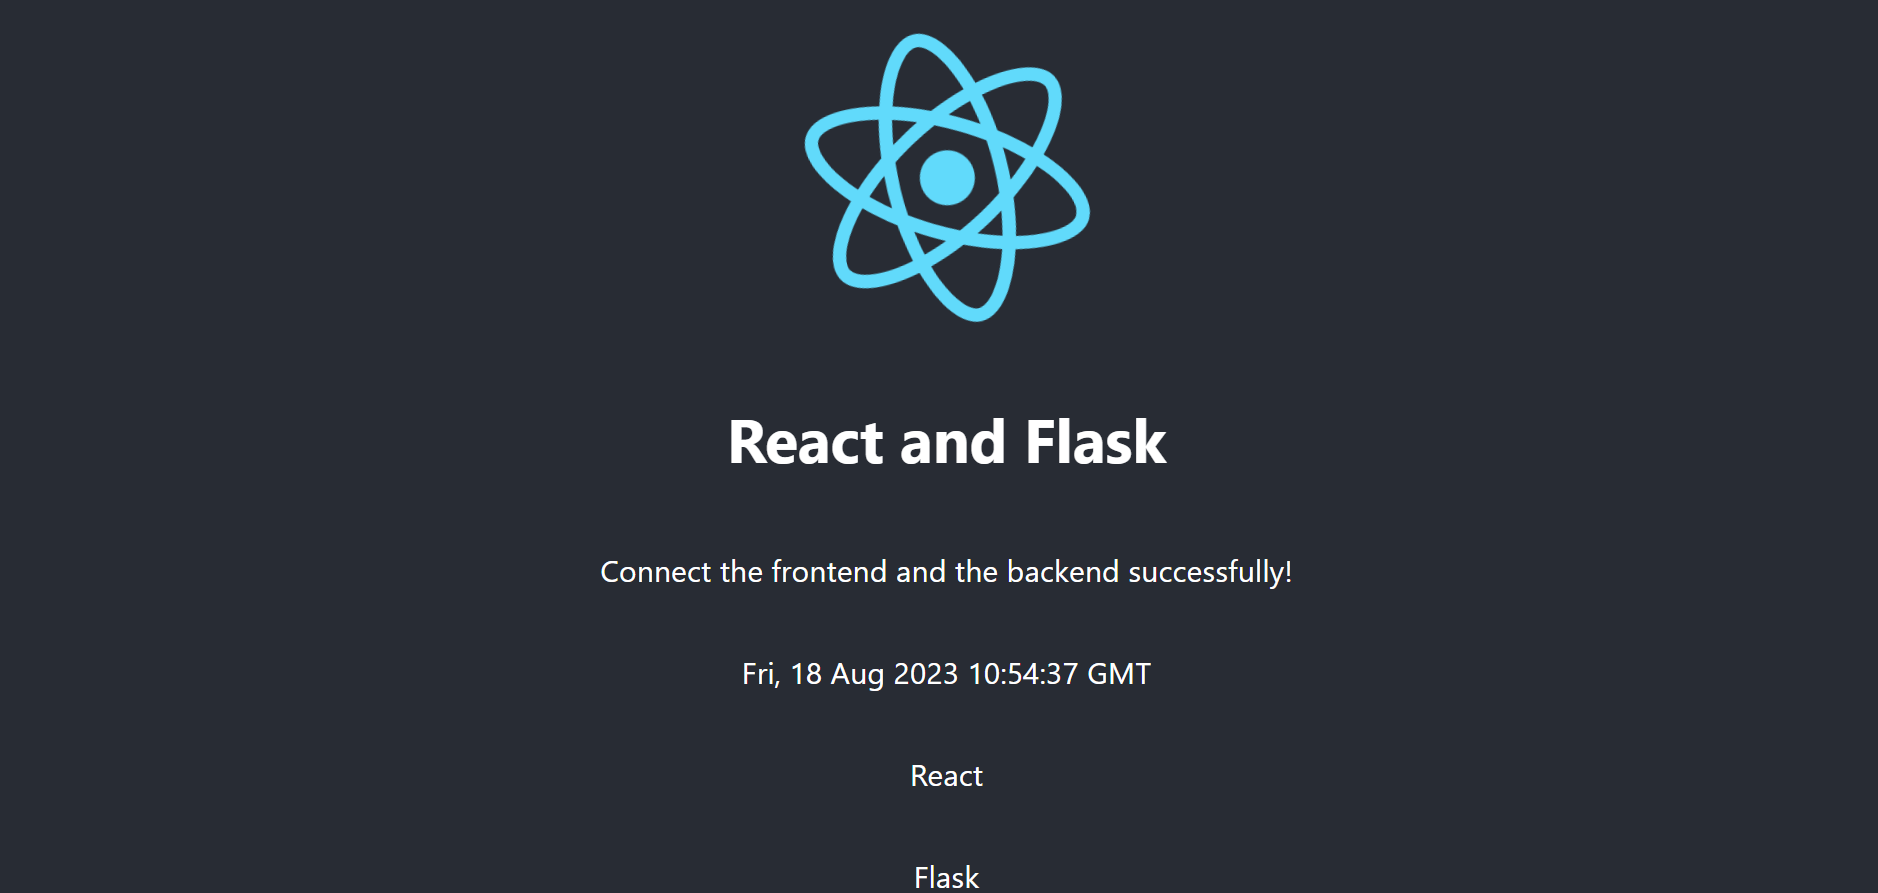 React and Flask
Connect the frontend and the backend successfully!
Fri, 18 Aug 2023 10:54:37 GMT
React
Flask